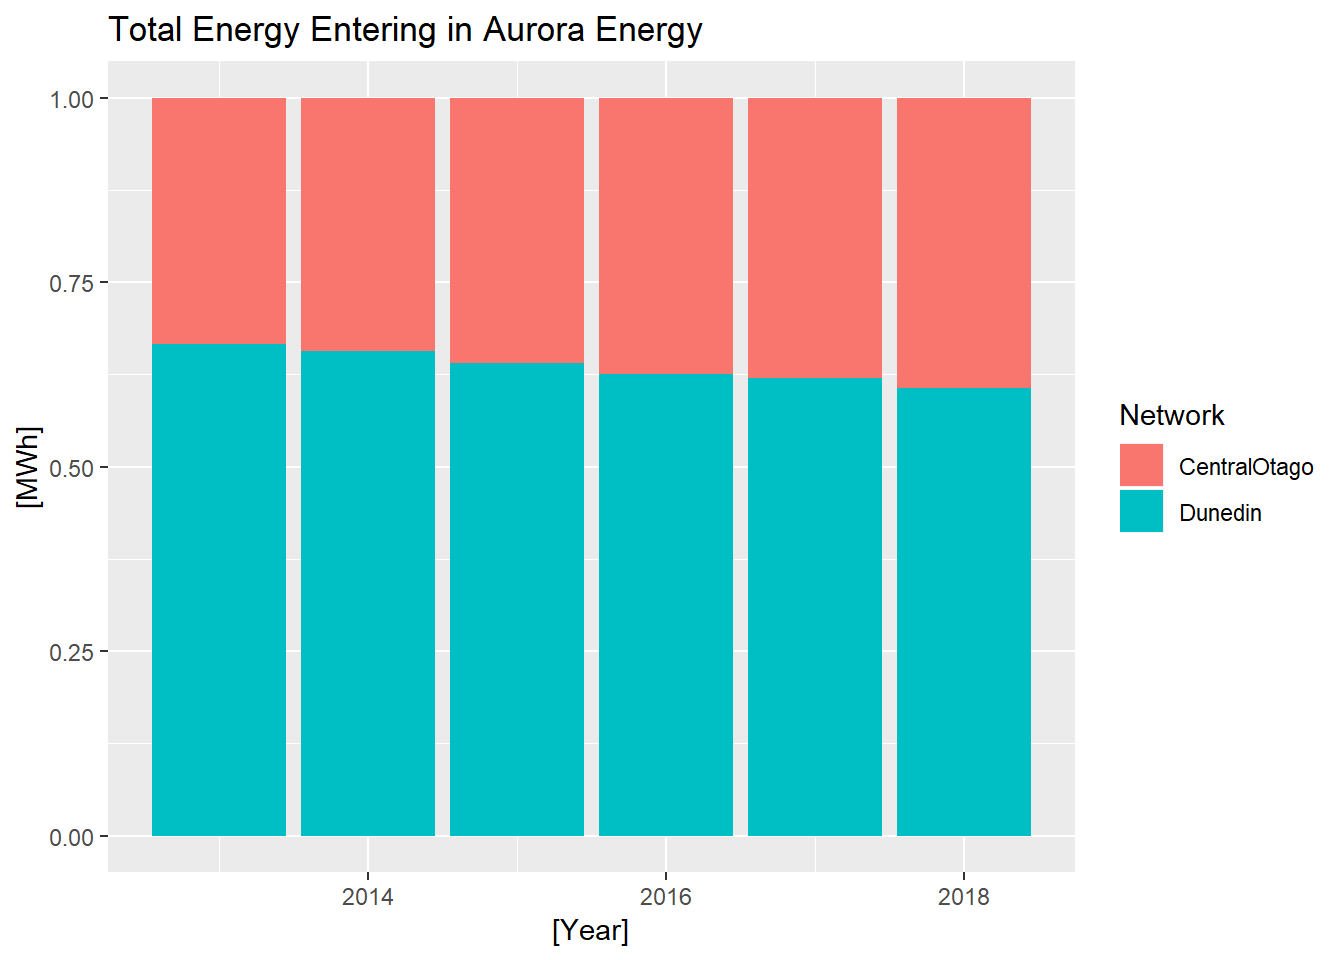 Total Energy Entering in Aurora Energy
1.00
0.75
0.50
0.25
0.00
[MWh]
2014 2016 2018
[Year]
Network
CentralOtago
Dunedin